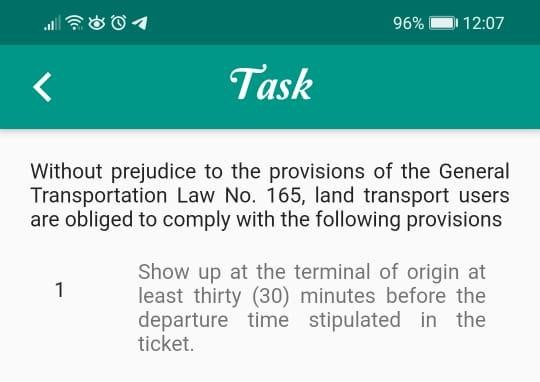 96% 12:07
Task
Without prejudice to the provisions of the General
Transportation Law No. 165, land transport users
are obliged to comply with the following provisions
1
Show up at the terminal of origin at
least thirty (30) minutes before the
departure time stipulated in the
ticket.